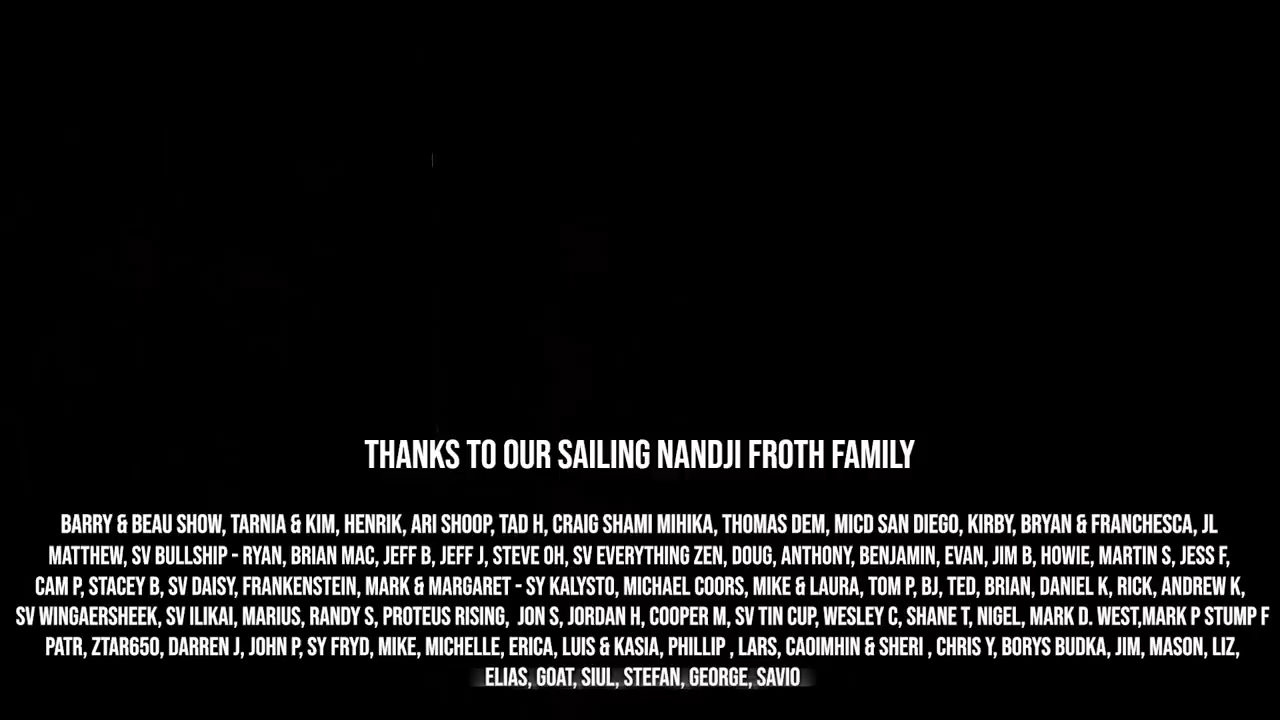 THANKS TO OUR SAILING NANDJI FROTH FAMILY
BARRY & BEAU SHOW, TARNIA & KIM, HENRIK, ARI SHOOP, TAD H, CRAIG SHAMI MIHIKA, THOMAS DEM, MICD SAN DIEGO, KIRBY, BRYAN & FRANCHESCA, JL
MATTHEW, SV BULLSHIP - RYAN, BRIAN MAC, JEFF B, JEFF J, STEVE OH, SV EVERYTHING ZEN, DOUG, ANTHONY, BENJAMIN, EVAN, JIM B, HOWIE, MARTIN S, JESS F,
CAM P, STACEY B, SV DAISY, FRANKENSTEIN, MARK & MARGARET - SY KALYSTO, MICHAEL COORS, MIKE & LAURA, TOM P, BJ, TED, BRIAN, DANIEL K, RICK, ANDREW K,
SV WINGAERSHEEK, SV ILIKAI, MARIUS, RANDY S, PROTEUS RISING, JON S, JORDAN H, COOPER M, SV TIN CUP, WESLEY C, SHANE T, NIGEL, MARK D. WEST,MARK P STUMP F
PATR, ZTAR650, DARREN J, JOHN P, SY FRYD, MIKE, MICHELLE, ERICA, LUIS & KASIA, PHILLIP , LARS, CAOIMHIN & SHERI , CHRIS Y, BORYS BUDKA, JIM, MASON, LIZ,
ELIAS, GOAT, SIUL, STEFAN, GEORGE, SAVIO